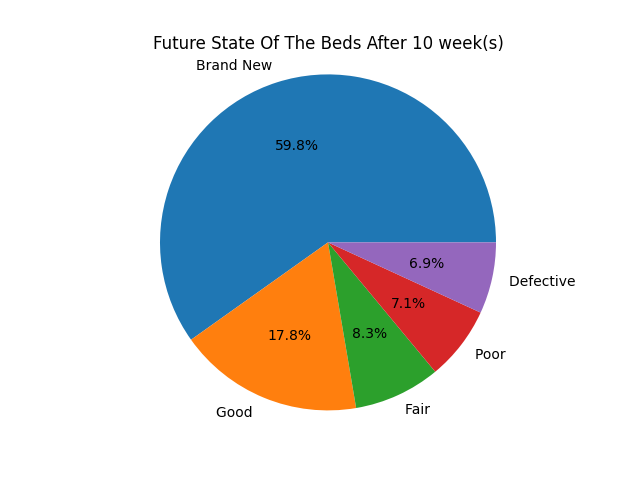 Future State Of The Beds After 10 week(s)
Brand New
59.8%
6.9%
Defective
7.1%
17.8%
8.3%
Poor
Good
Fair